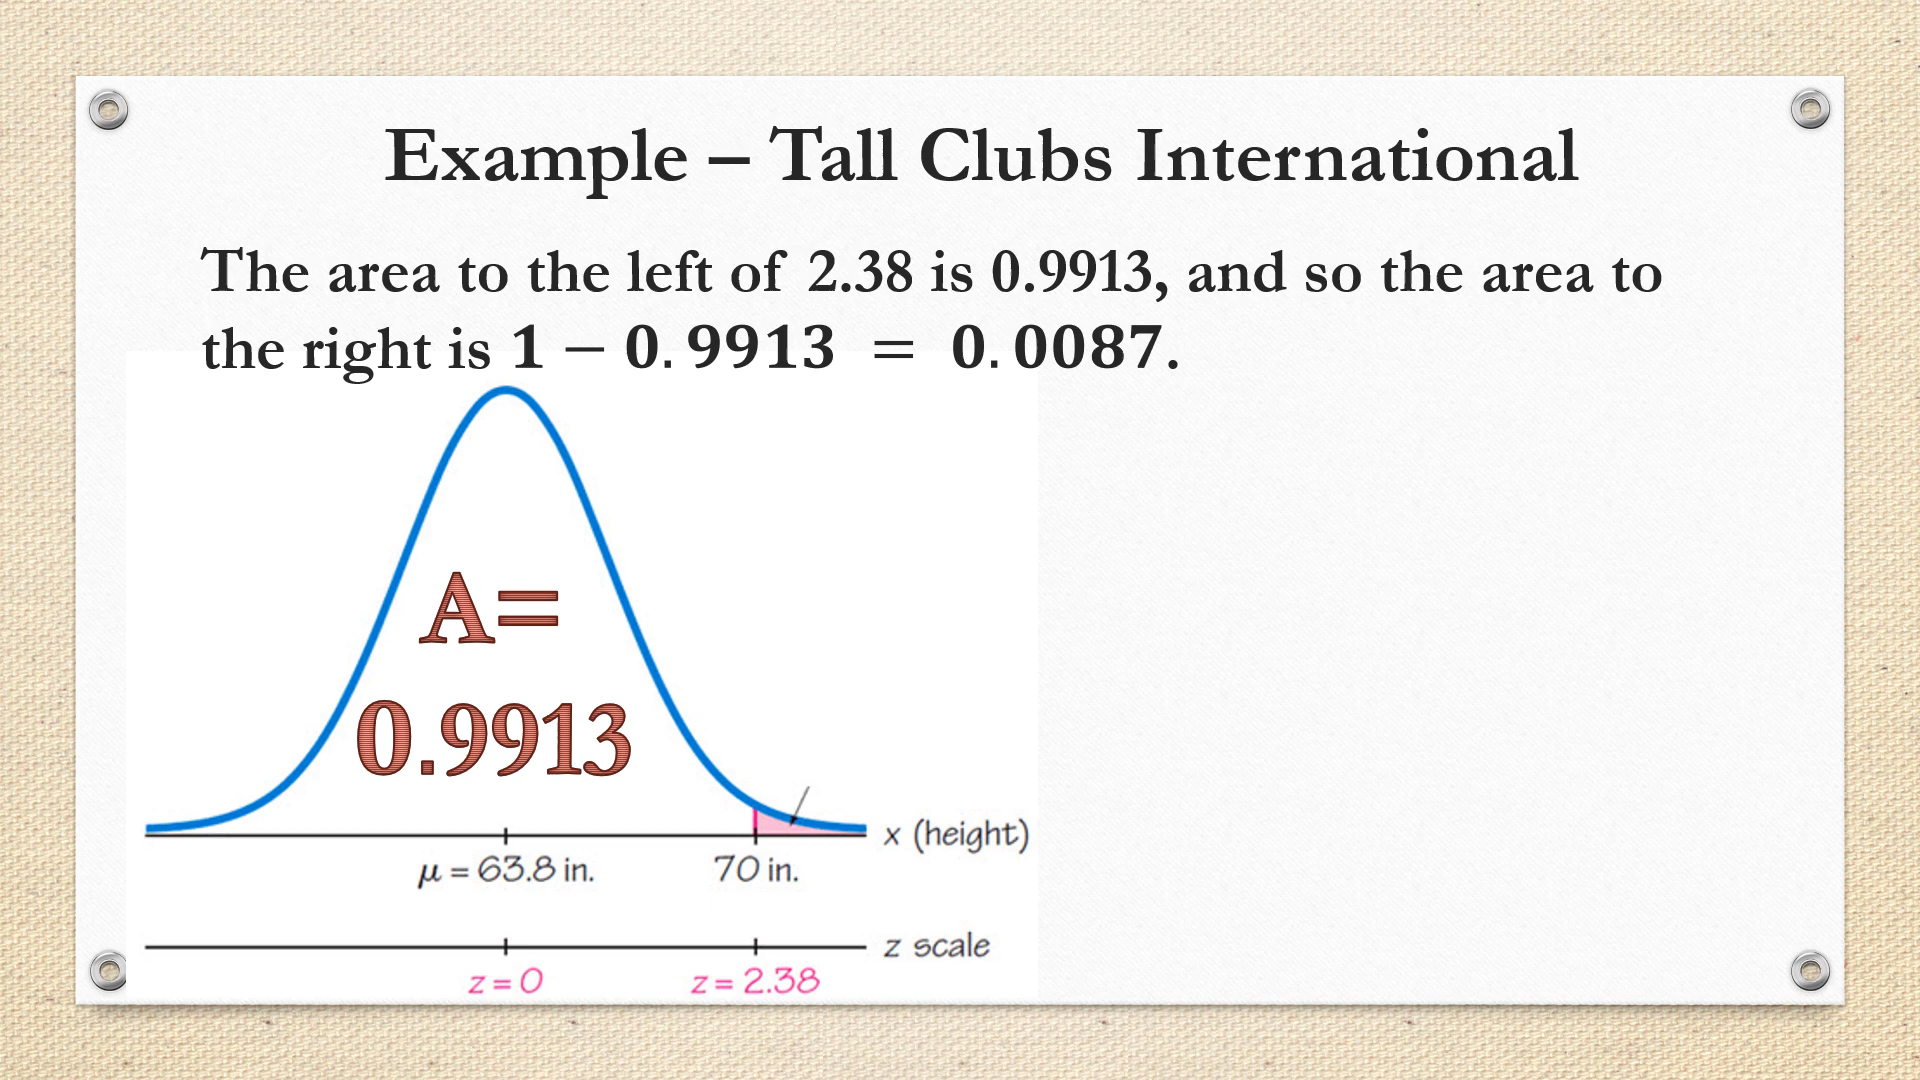 Example – Tall Clubs International
The area to the left of 2.38 is 0.9913, and so the area to
the right is 1 − 0.9913 = 0.0087.
A=
0.9913
x (height)
μ = 63.8 in. 70 in.
z scale
z = 0 z = 2.38